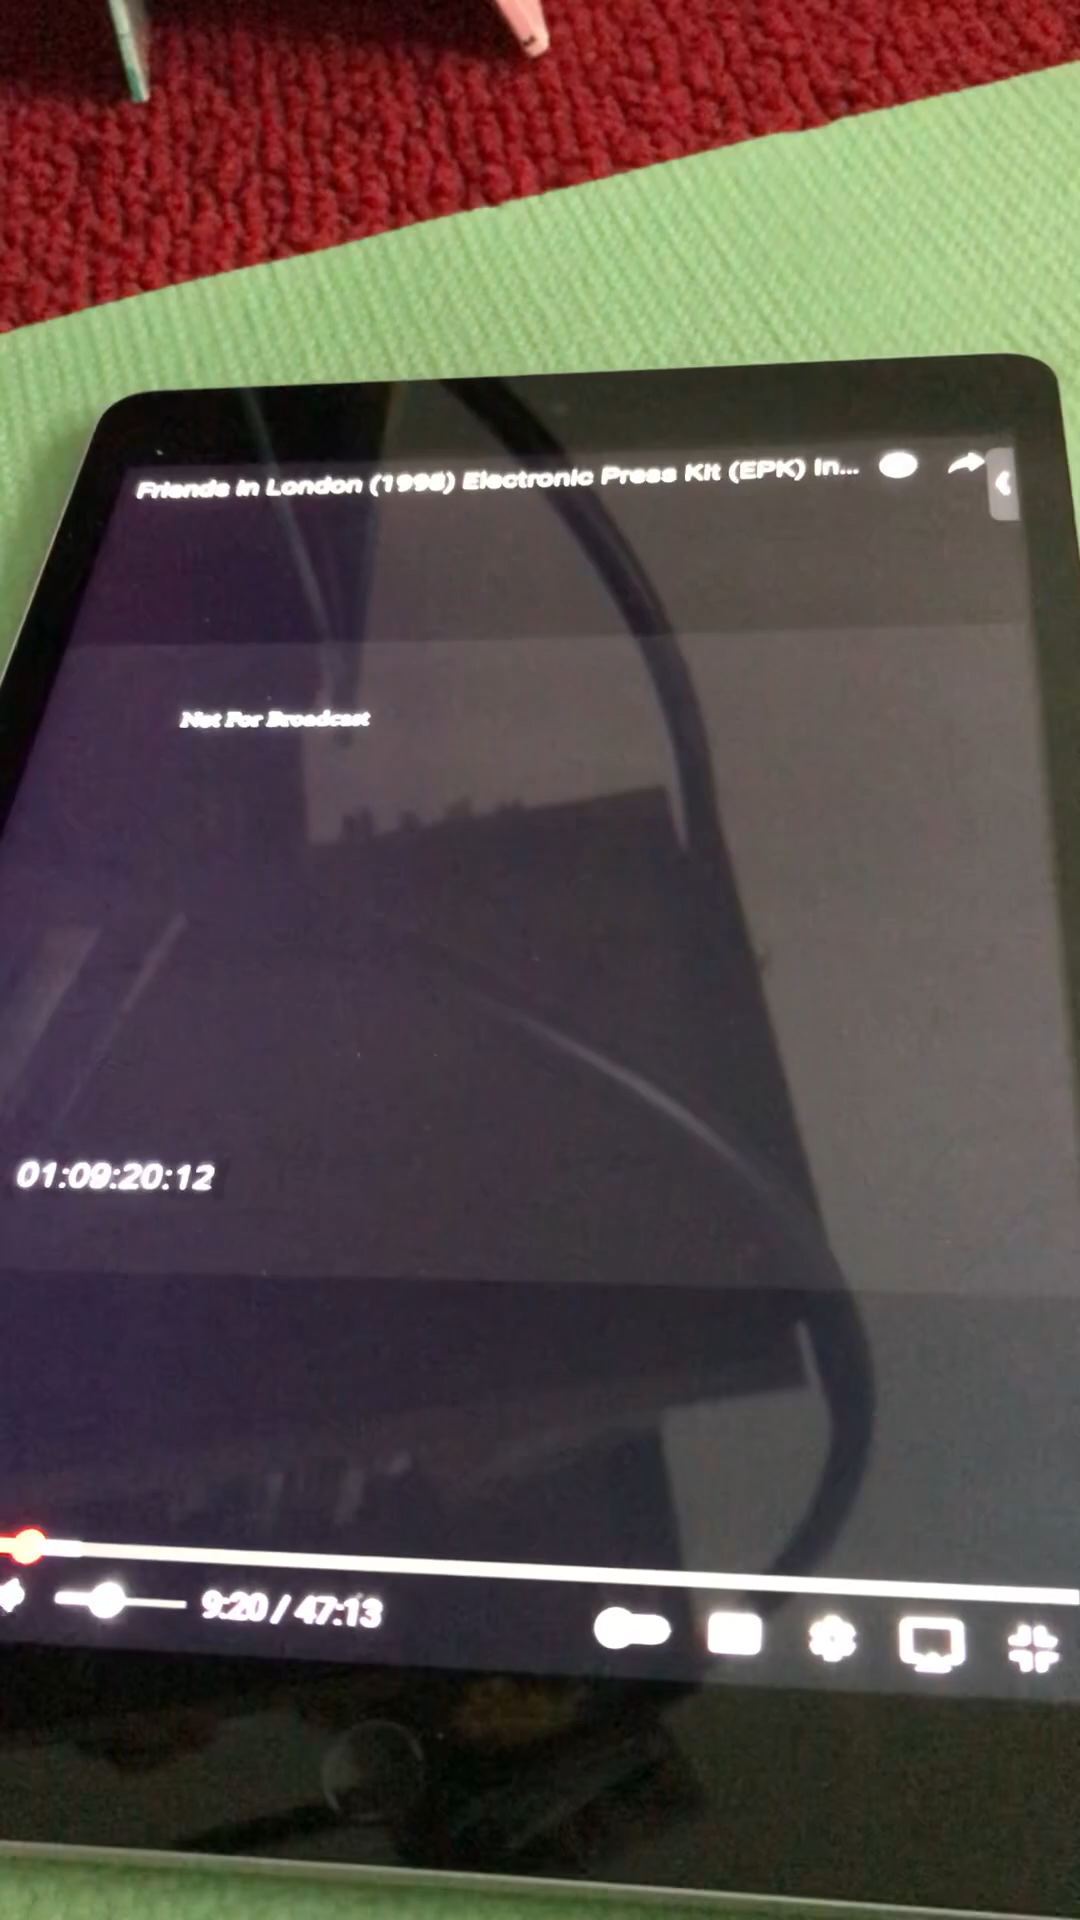 Friends in London (1998) Electronic Press Kit (EPK) In...
Not For Broadcast
01:09:20:12
9:20 / 47:13